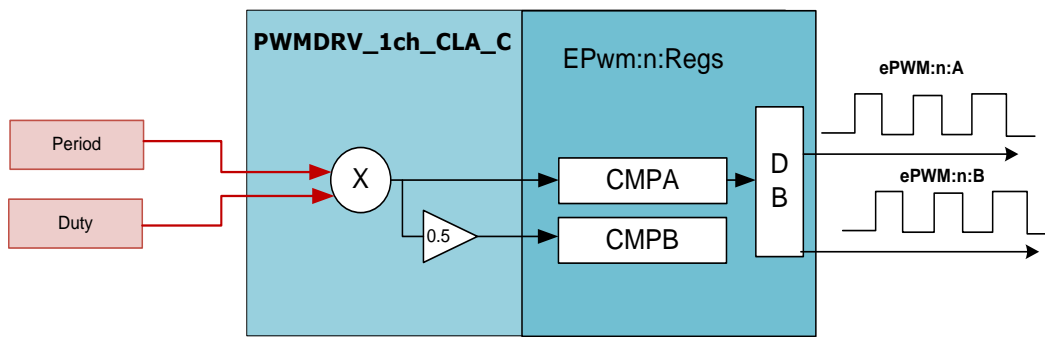 PWMDRV_1ch_CLA_C
EPwm:n:Regs
ePWM:n:A
Period
Duty
X
0.5
CMPA
CMPB
D
B
ePWM:n:B